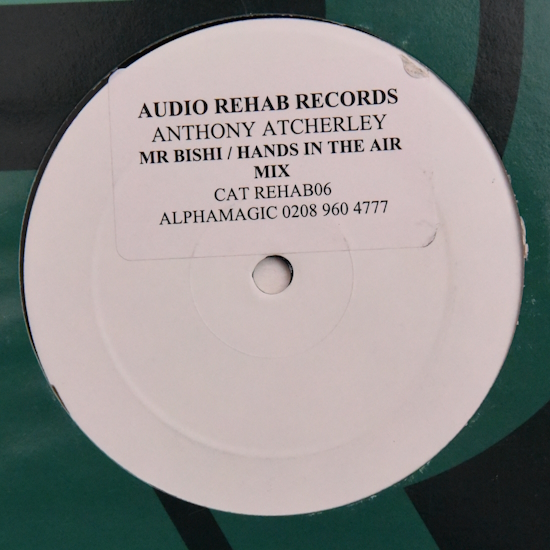 AUDIO REHAB RECORDS
ANTHONY ATCHERLEY
MR BISHI / HANDS IN THE AIR
MIX
CAT REHAB06
ALPHAMAGIC 0208 960 4777